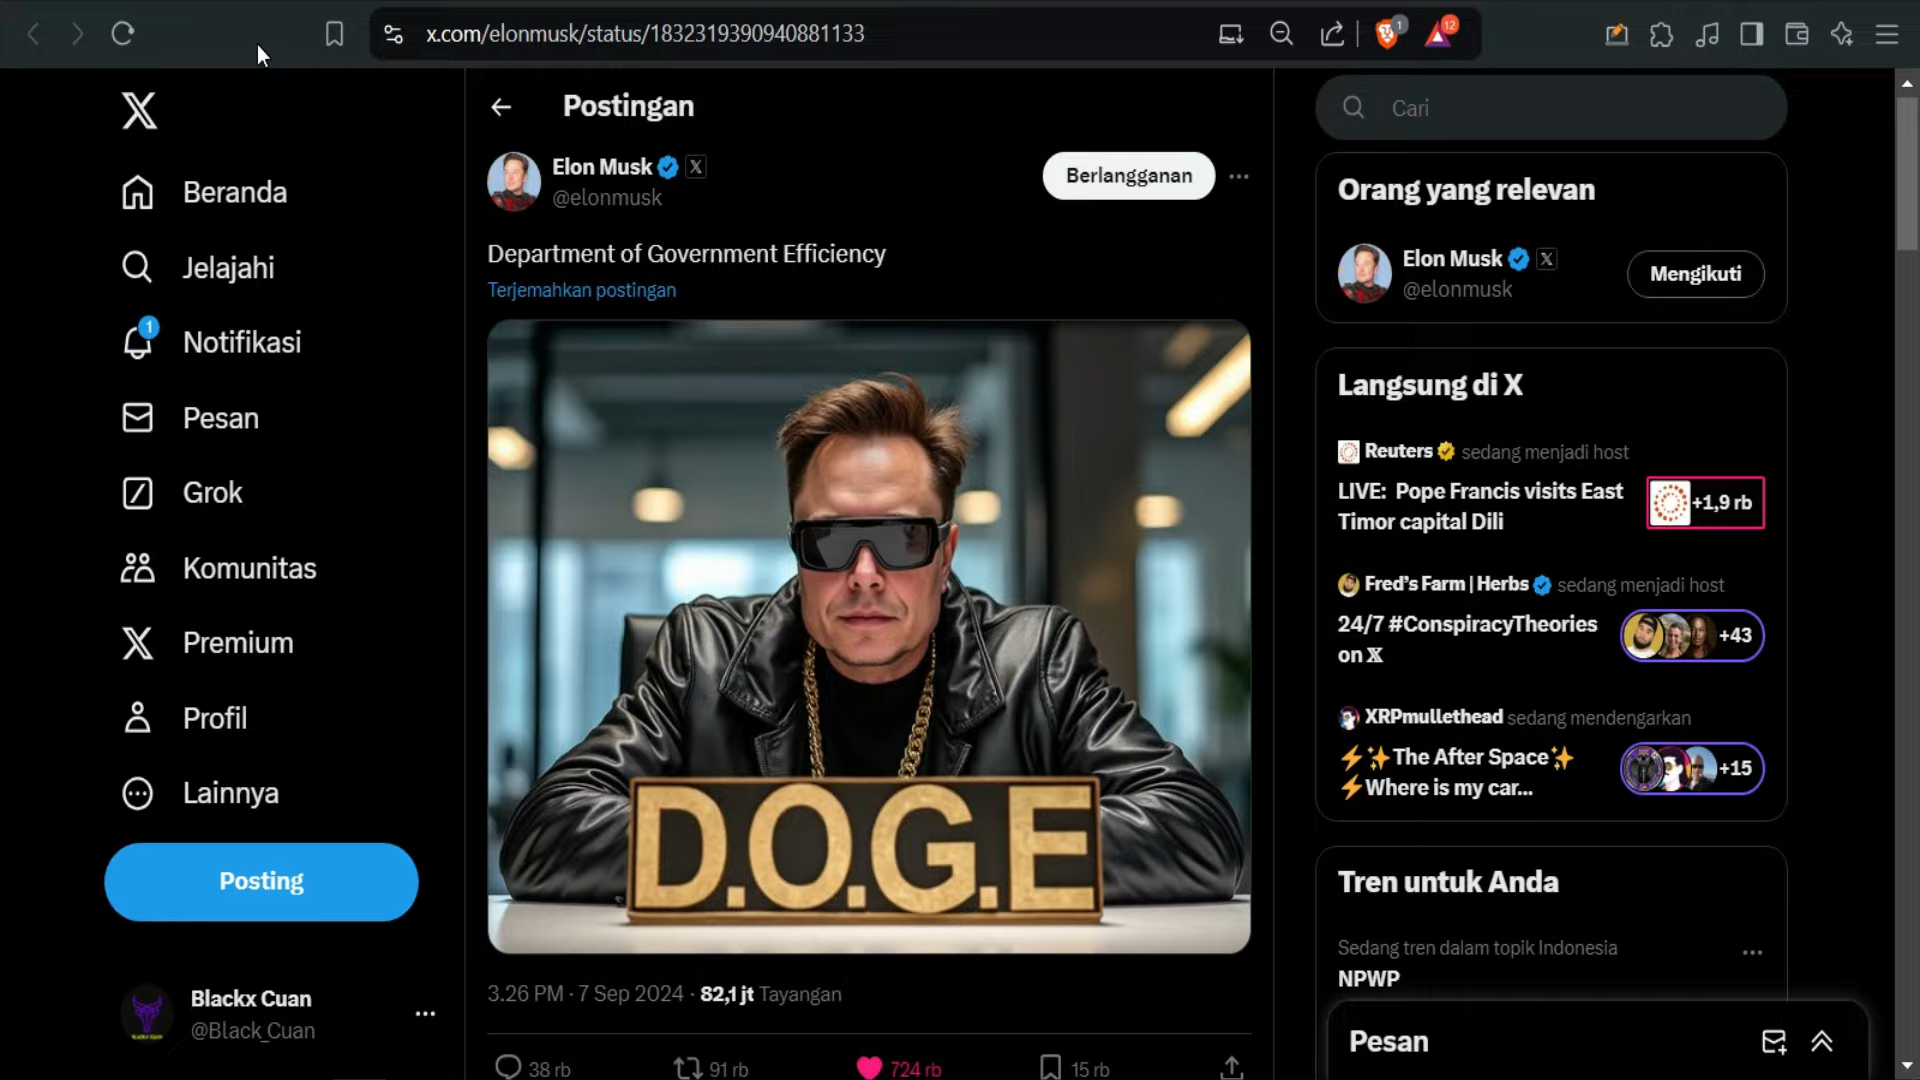 x.com/elonmusk/status/1832319390940881133
1
12
Beranda
Jelajahi
1
Notifikasi
Pesan
Grok
Komunitas
Premium
Profil
Lainnya
Posting
Blackx Cuan
@Black_Cuan
Postingan
Elon Musk
@elonmusk
Berlangganan
Department of Government Efficiency
Terjemahkan postingan
D.O.G.E
3.26 PM · 7 Sep 2024 · 82,1 jt Tayangan
38 rb
91 rb
724 rb
15 rb
Cari
Orang yang relevan
Elon Musk
@elonmusk
Mengikuti
Langsung di X
Reuters sedang menjadi host
LIVE: Pope Francis visits East
Timor capital Dili
+1,9 rb
Fred's Farm | Herbs sedang menjadi host
24/7 #ConspiracyTheories
on 𝕏
+43
XRPmullethead sedang mendengarkan
⚡✨The After Space✨
⚡Where is my car...
+15
Tren untuk Anda
Sedang tren dalam topik Indonesia
NPWP
Pesan